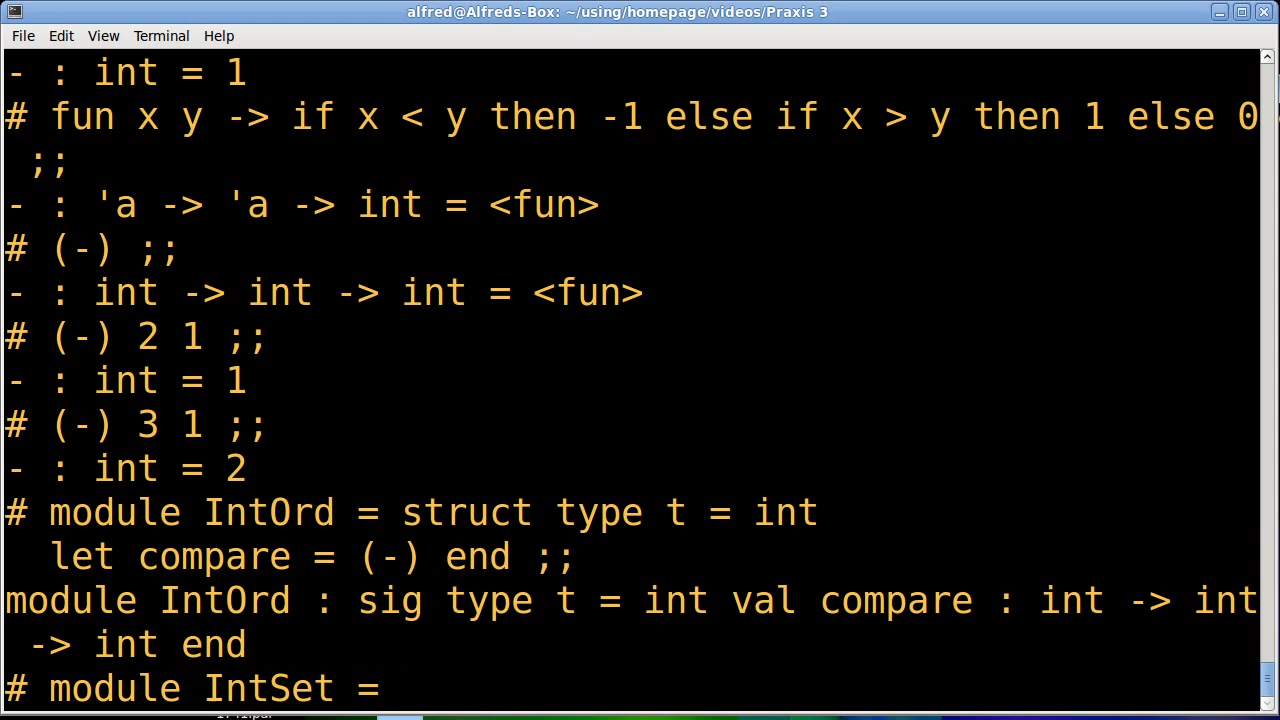 alfred@Alfreds-Box: ~/using/homepage/videos/Praxis 3
File Edit View Terminal Help
- : int = 1
# fun x y -> if x < y then -1 else if x > y then 1 else 0
;;
- : 'a -> 'a -> int = <fun>
# (-) ;;
- : int -> int -> int = <fun>
# (-) 2 1 ;;
- : int = 1
# (-) 3 1 ;;
- : int = 2
# module IntOrd = struct type t = int
let compare = (-) end ;;
module IntOrd : sig type t = int val compare : int -> int
-> int end
# module IntSet =